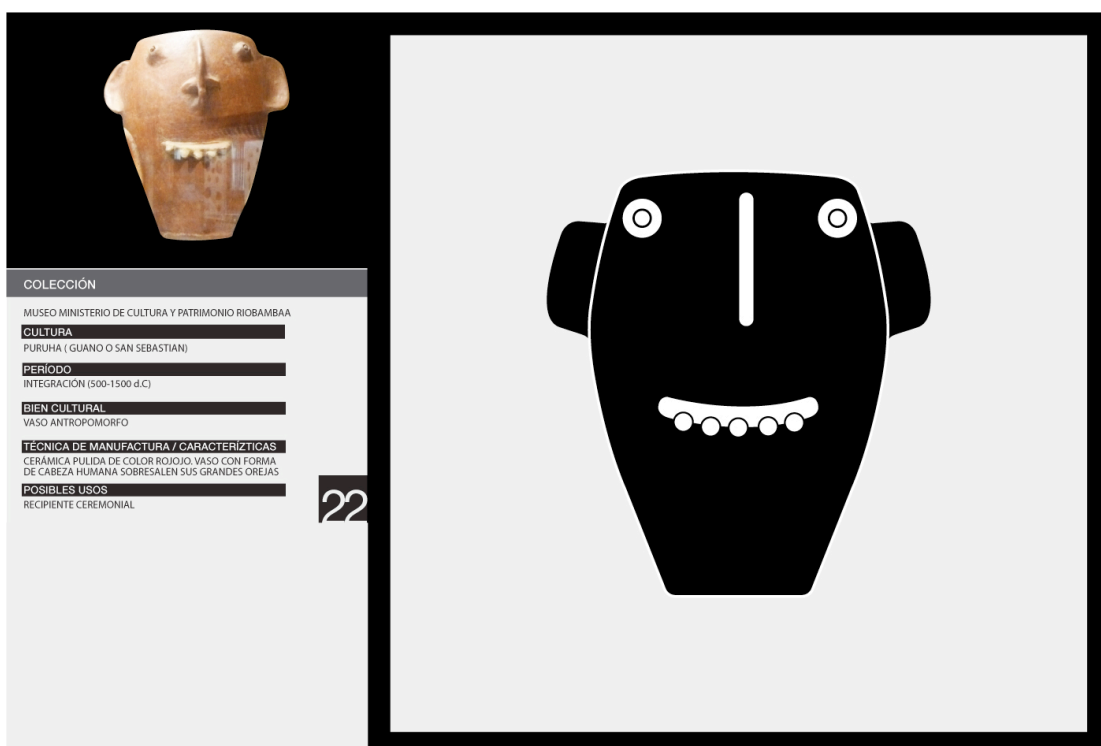 COLECCIÓN
MUSEO MINISTERIO DE CULTURA Y PATRIMONIO RIOBAMBAA
CULTURA
PURUHA ( GUANO O SAN SEBASTIAN)
PERÍODO
INTEGRACIÓN (500-1500 d.C)
BIEN CULTURAL
VASO ANTROPOMORFO
TÉCNICA DE MANUFACTURA / CARACTERÍZTICAS
CERÁMICA PULIDA DE COLOR ROJOJO. VASO CON FORMA
DE CABEZA HUMANA SOBRESALEN SUS GRANDES OREJAS
POSIBLES USOS
RECIPIENTE CEREMONIAL
22